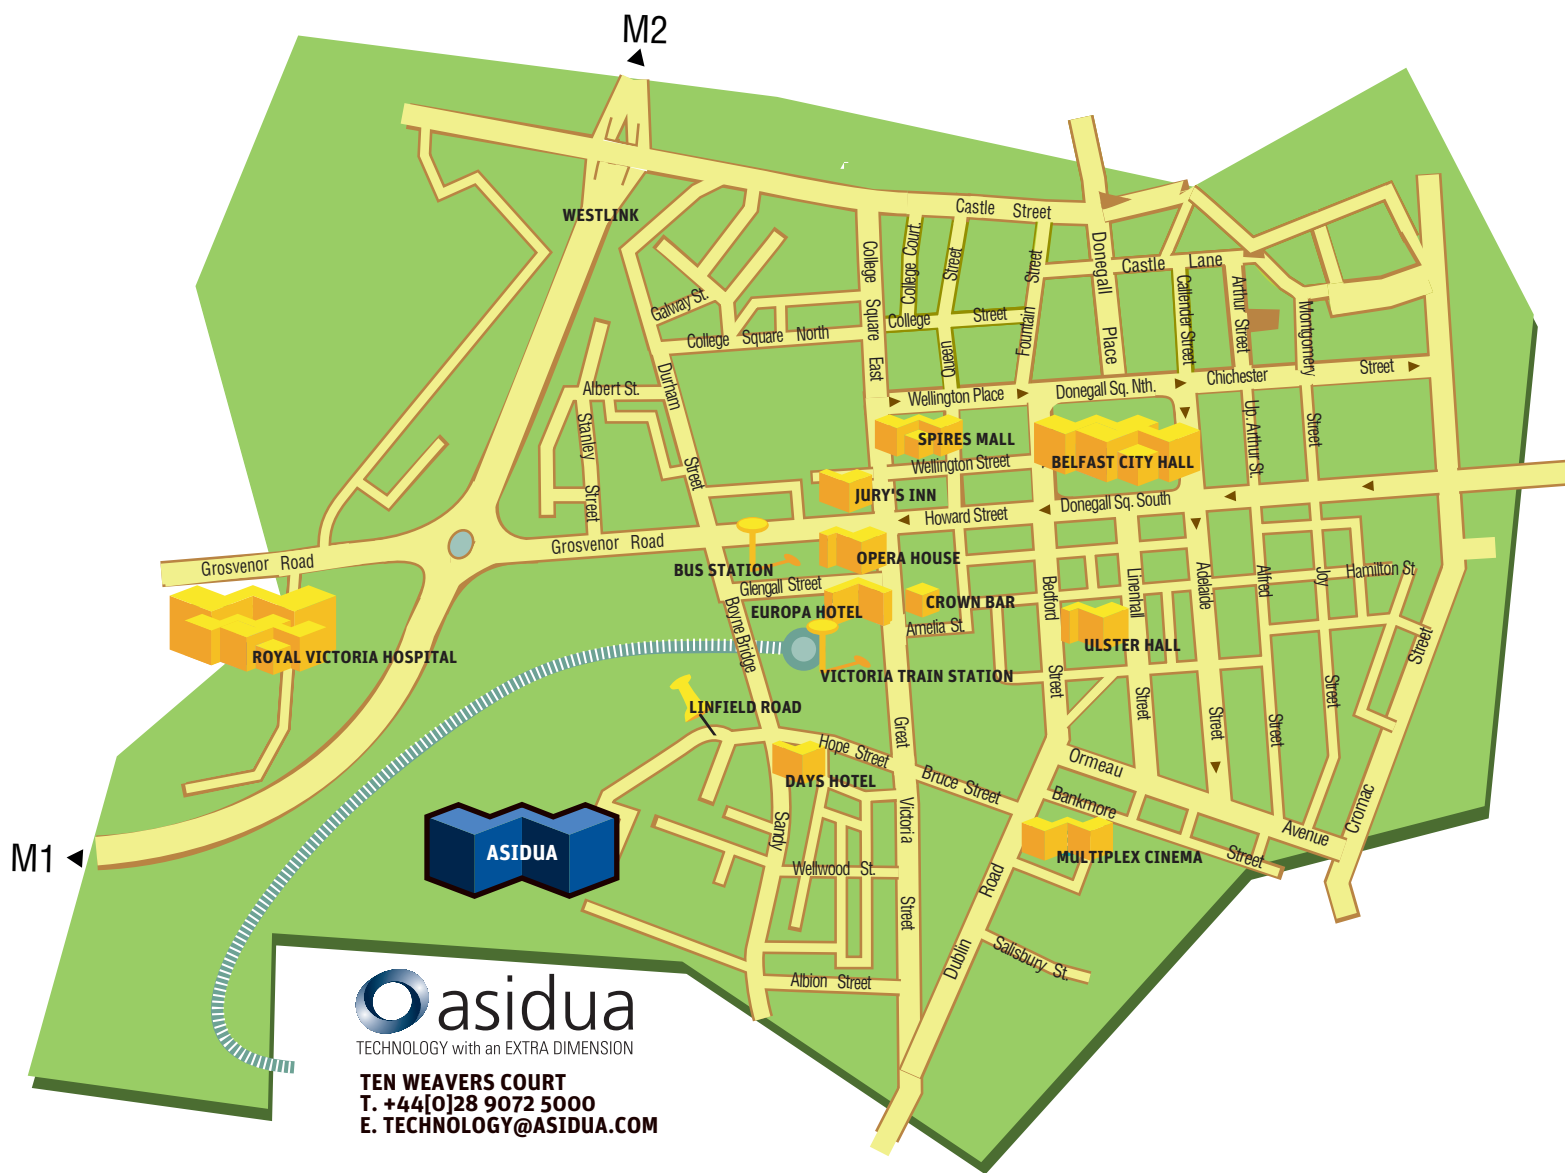 M2
WESTLINK
Castle Street
College Court.
Street
Street
Donegall
Place
Castle Lane
Callender Street
Arthur Street
Montgomery
Street
College
Square
East
Galway St.
College Square North
College Street
Queen
Fountain
Durham
Street
Albert St.
Stanley
Street
Wellington Place
Donegall Sq. Nth.
Chichester Street
Up. Arthur St.
SPIRES MALL
BELFAST CITY HALL
Wellington Street
JURY'S INN
Howard Street
Donegall Sq. South
Grosvenor Road
Grosvenor Road
BUS STATION
OPERA HOUSE
Glengall Street
EUROPA HOTEL
CROWN BAR
Amelia St.
Boyne Bridge
Bedford
Street
Linenhall
Street
Adelaide
Street
Alfred
Street
Joy
Street
Hamilton St
ULSTER HALL
ROYAL VICTORIA HOSPITAL
VICTORIA TRAIN STATION
LINFIELD ROAD
Hope Street
DAYS HOTEL
Great
Victoria
Street
Bruce Street
Ormeau
Avenue
Bankmore
Street
Cromac
Street
MULTIPLEX CINEMA
Sandy
Wellwood St.
Dublin
Road
Salisbury St.
Albion Street
M1
ASIDUA
asidua
TECHNOLOGY with an EXTRA DIMENSION
TEN WEAVERS COURT
T. +44[0]28 9072 5000
E. TECHNOLOGY@ASIDUA.COM